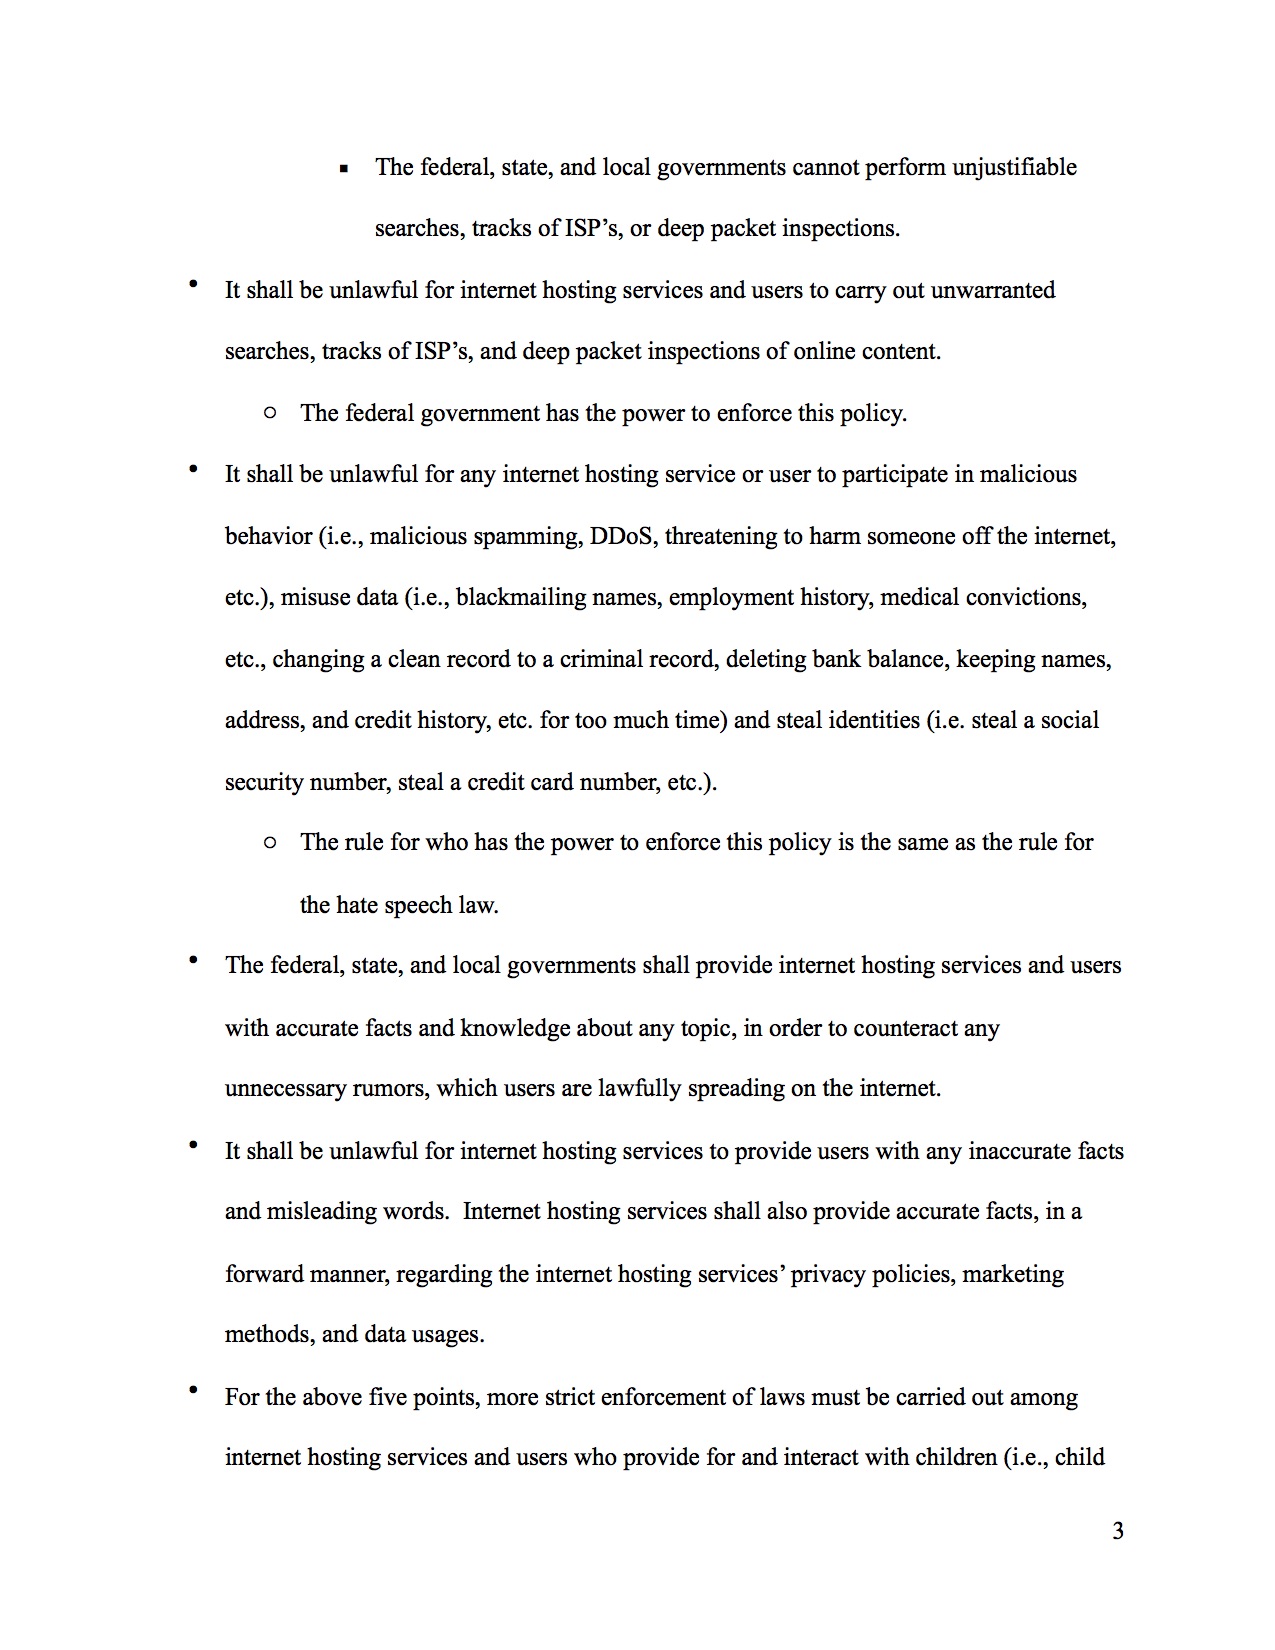 ▪ The federal, state, and local governments cannot perform unjustifiable
searches, tracks of ISP’s, or deep packet inspections.
• It shall be unlawful for internet hosting services and users to carry out unwarranted
searches, tracks of ISP’s, and deep packet inspections of online content.
○ The federal government has the power to enforce this policy.
• It shall be unlawful for any internet hosting service or user to participate in malicious
behavior (i.e., malicious spamming, DDoS, threatening to harm someone off the internet,
etc.), misuse data (i.e., blackmailing names, employment history, medical convictions,
etc., changing a clean record to a criminal record, deleting bank balance, keeping names,
address, and credit history, etc. for too much time) and steal identities (i.e. steal a social
security number, steal a credit card number, etc.).
○ The rule for who has the power to enforce this policy is the same as the rule for
the hate speech law.
• The federal, state, and local governments shall provide internet hosting services and users
with accurate facts and knowledge about any topic, in order to counteract any
unnecessary rumors, which users are lawfully spreading on the internet.
• It shall be unlawful for internet hosting services to provide users with any inaccurate facts
and misleading words.  Internet hosting services shall also provide accurate facts, in a
forward manner, regarding the internet hosting services’ privacy policies, marketing
methods, and data usages.
• For the above five points, more strict enforcement of laws must be carried out among
internet hosting services and users who provide for and interact with children (i.e., child
3